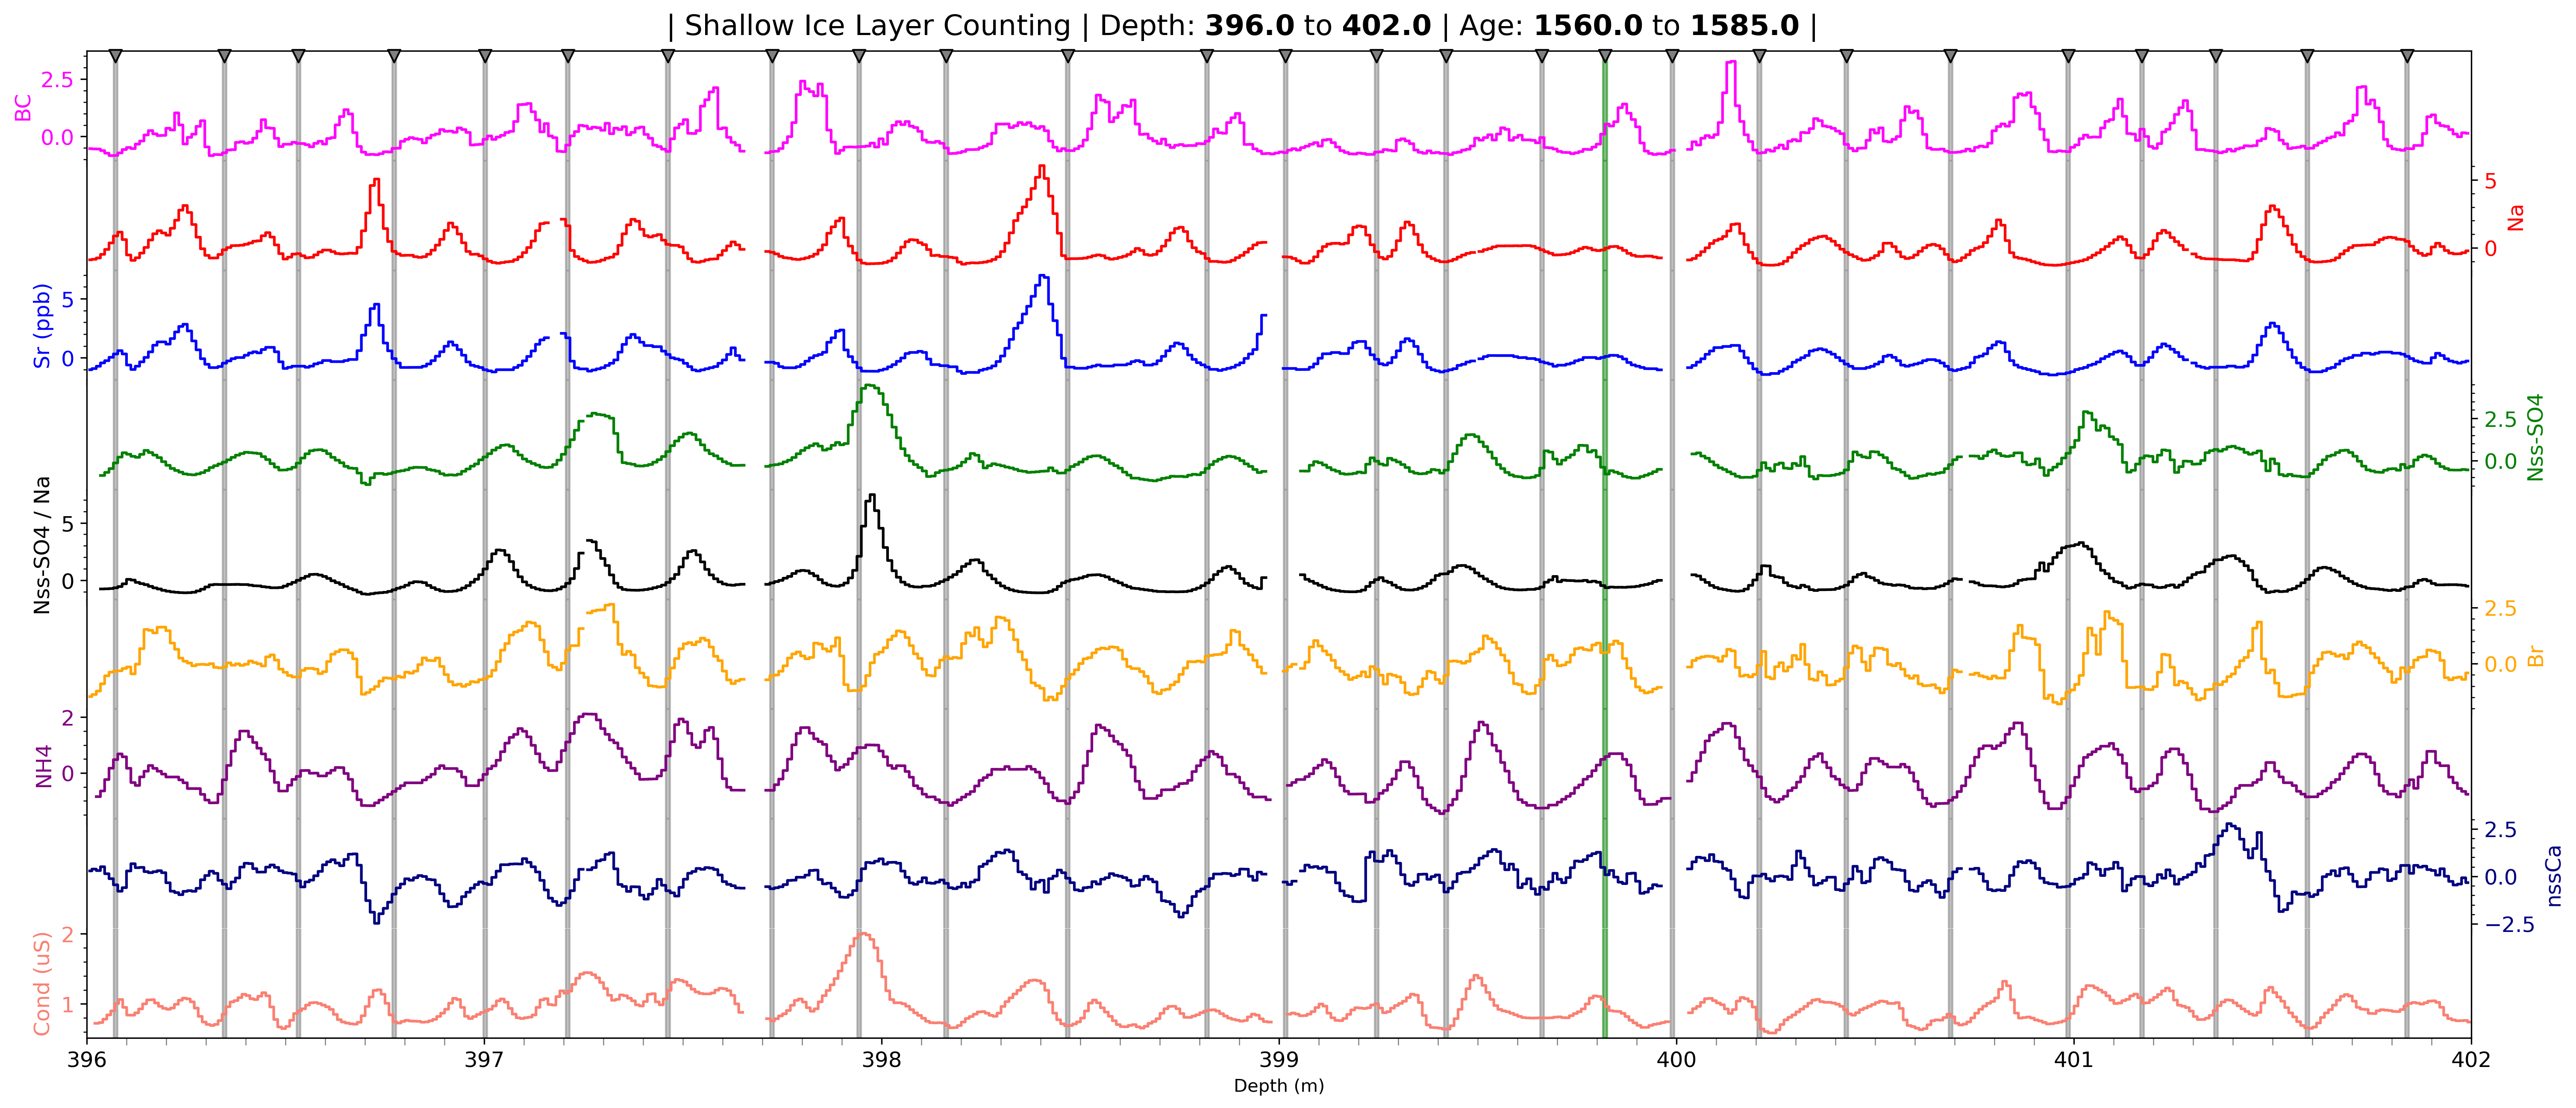 | Shallow Ice Layer Counting | Depth: 396.0 to 402.0 | Age: 1560.0 to 1585.0 |
BC
2.5
0.0
5
0
Na
Sr (ppb)
5
0
2.5
0.0
Nss-SO4
Nss-SO4 / Na
5
0
2.5
0.0
Br
NH4
2
0
2.5
0.0
−2.5
nssCa
Cond (uS)
2
1
396 397 398 399 400 401 402
Depth (m)